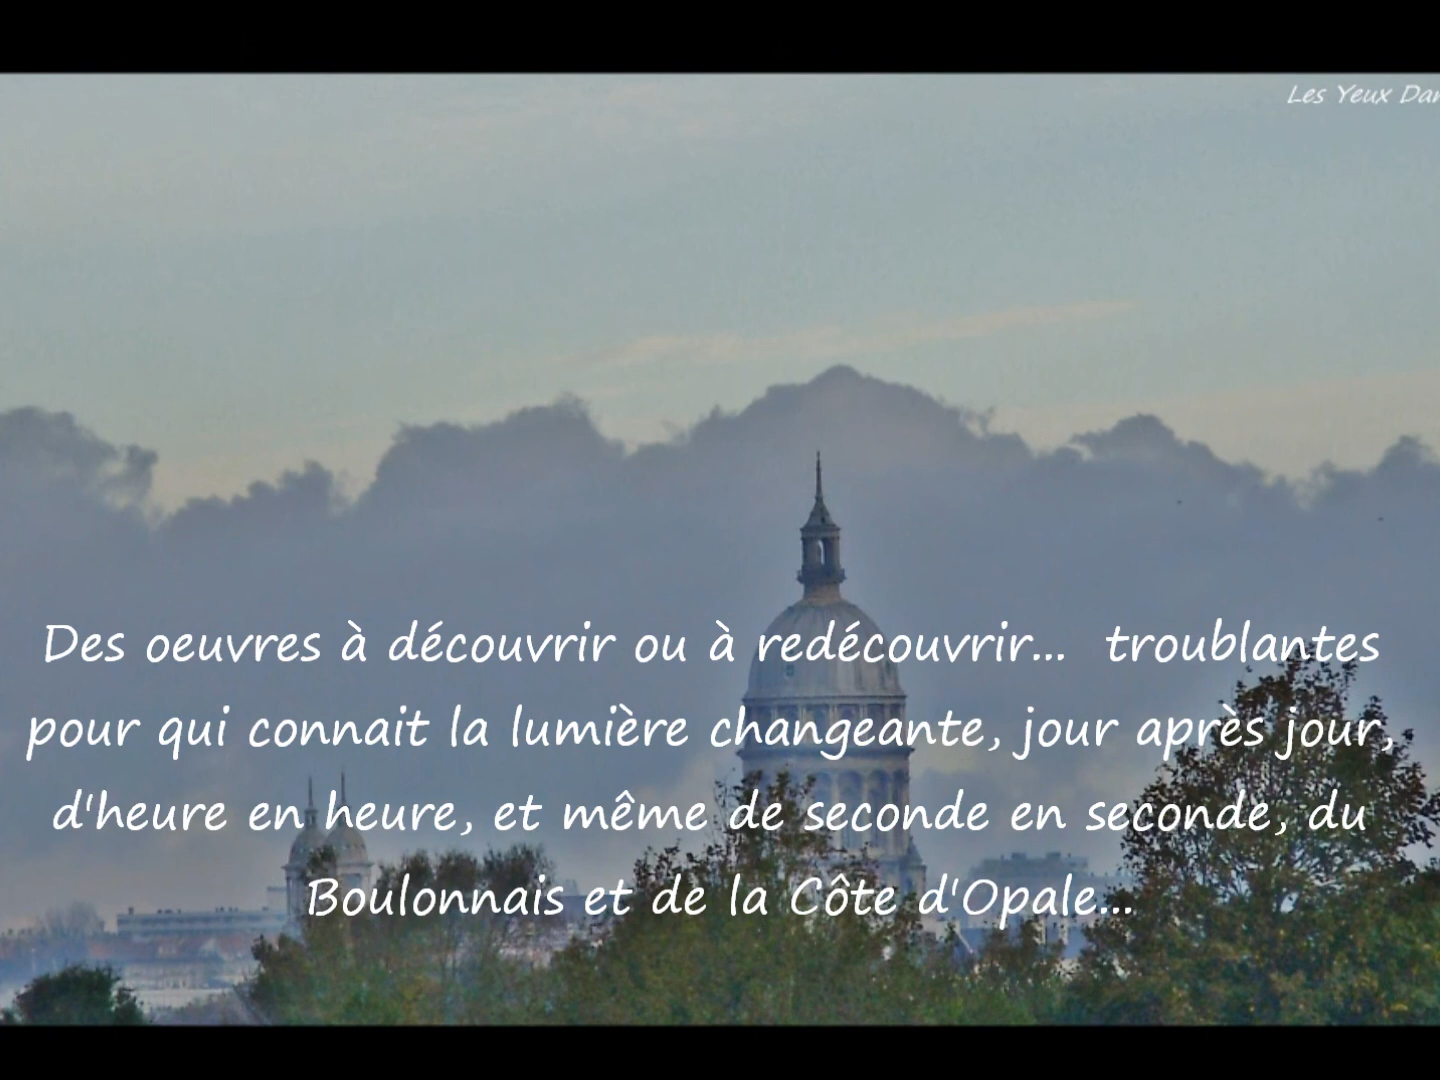 Les Yeux
Des oeuvres à découvrir ou à redécouvrir... troublantes
pour qui connait la lumière changeante, jour après jour,
d'heure en heure, et même de seconde en seconde, du
Boulonnais et de la Côte d'Opale...